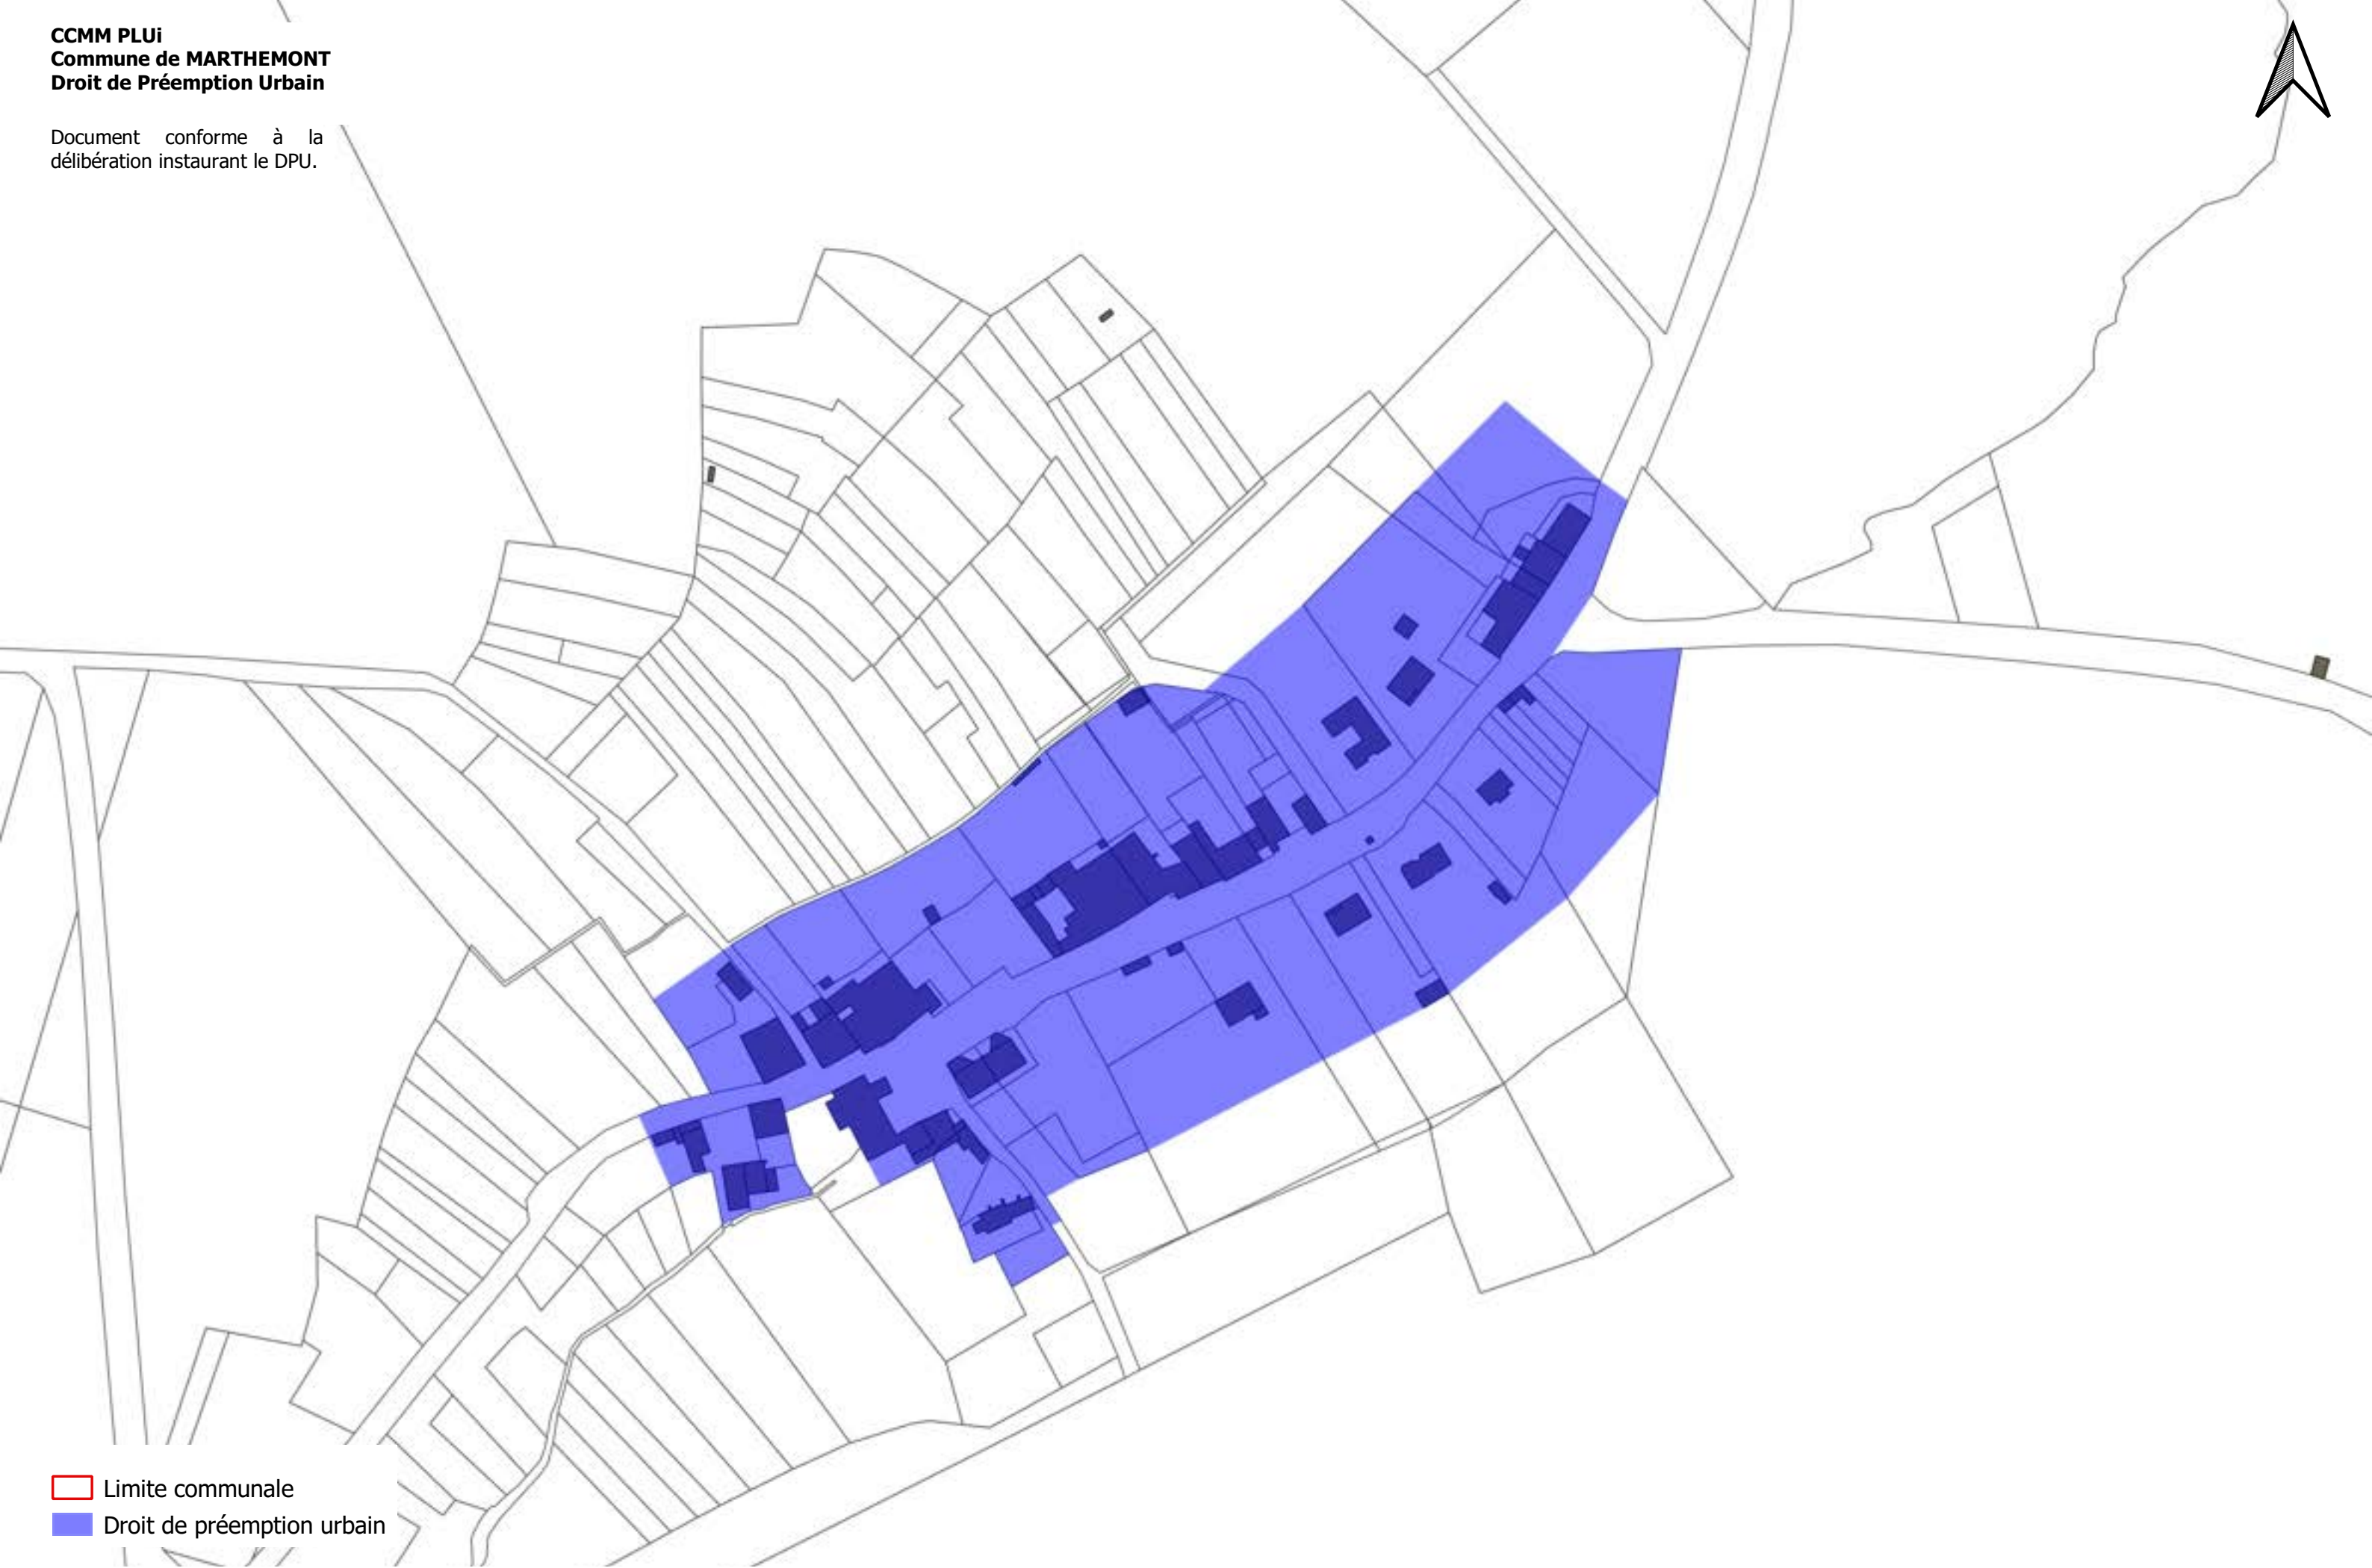 CCMM PLUi
Commune de MARTHEMONT
Droit de Préemption Urbain
Document conforme à la
délibération instaurant le DPU.
Limite communale
Droit de préemption urbain